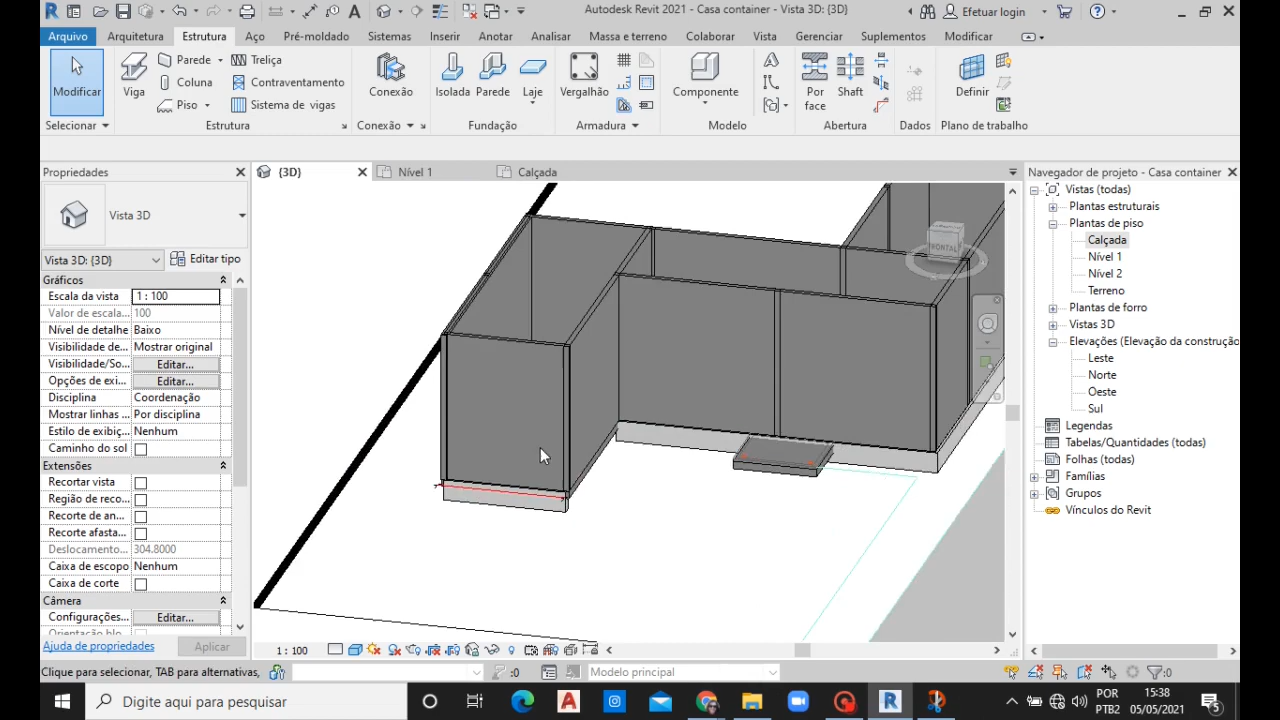 Autodesk Revit 2021 - Casa container - Vista 3D: {3D}
Efetuar login
Arquivo Arquitetura Estrutura Aço Pré-moldado Sistemas Inserir Anotar Analisar Massa e terreno Colaborar Vista Gerenciar Suplementos Modificar
Modificar
Viga
Parede
Coluna
Piso
Treliça
Contraventamento
Sistema de vigas
Conexão
Isolada
Parede
Laje
Vergalhão
Componente
Por face
Shaft
Definir
Selecionar Estrutura Conexão Fundação Armadura Modelo Abertura Dados Plano de trabalho
Propriedades
{3D} Nível 1 Calçada
Navegador de projeto - Casa container
Vista 3D
Vista 3D: {3D} Editar tipo
Gráficos
Escala da vista 1 : 100
Valor de escala... 100
Nível de detalhe Baixo
Visibilidade de... Mostrar original
Visibilidade/So... Editar...
Opções de exi... Editar...
Disciplina Coordenação
Mostrar linhas ... Por disciplina
Estilo de exibiç... Nenhum
Caminho do sol
Extensões
Recortar vista
Região de reco...
Recorte de an...
Recorte afasta...
Deslocamento... 304.8000
Caixa de escopo Nenhum
Caixa de corte
Câmera
Configurações... Editar...
Ajuda de propriedades Aplicar
FRONTAL
Vistas (todas)
Plantas estruturais
Plantas de piso
Calçada
Nível 1
Nível 2
Terreno
Plantas de forro
Vistas 3D
Elevações (Elevação da construção
Leste
Norte
Oeste
Sul
Legendas
Tabelas/Quantidades (todas)
Folhas (todas)
Famílias
Grupos
Vínculos do Revit
1 : 100
Clique para selecionar, TAB para alternativas, :0 Modelo principal :0
Digite aqui para pesquisar
POR
PTB2
15:38
05/05/2021
5